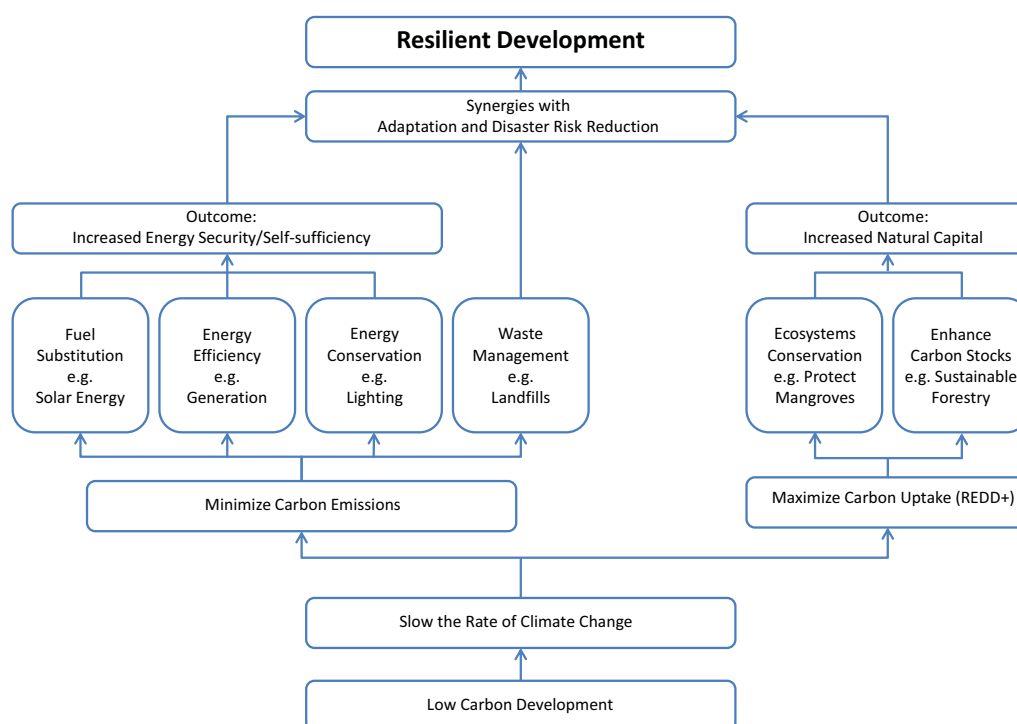 Resilient Development
Synergies with
Adaptation and Disaster Risk Reduction
Outcome:
Increased Energy Security/Self-sufficiency
Outcome:
Increased Natural Capital
Fuel
Substitution
e.g.
Solar Energy
Energy
Efficiency
e.g.
Generation
Energy
Conservation
e.g.
Lighting
Waste
Management
e.g.
Landfills
Ecosystems
Conservation
e.g. Protect
Mangroves
Enhance
Carbon Stocks
e.g. Sustainable
Forestry
Minimize Carbon Emissions
Maximize Carbon Uptake (REDD+)
Slow the Rate of Climate Change
Low Carbon Development